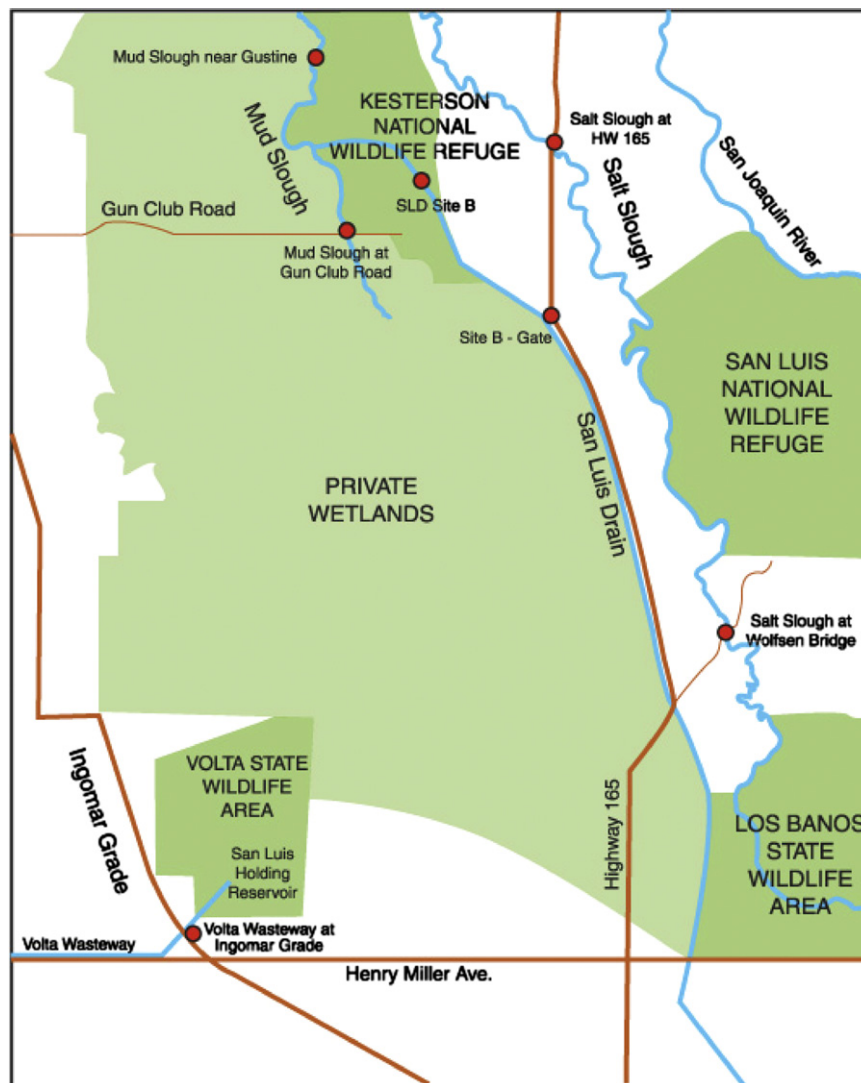 Mud Slough near Gustine
KESTERSON
NATIONAL
WILDLIFE REFUGE
Salt Slough at
HW 165
Mud Slough
Salt Slough
San Joaquin River
SLD Site B
Gun Club Road
Mud Slough at
Gun Club Road
Site B - Gate
SAN LUIS
NATIONAL
WILDLIFE
REFUGE
San Luis Drain
PRIVATE
WETLANDS
Salt Slough at
Wolfsen Bridge
Ingomar Grade
VOLTA STATE
WILDLIFE
AREA
San Luis
Holding
Reservoir
Highway 165
LOS BANOS
STATE
WILDLIFE
AREA
Volta Wasteway
Volta Wasteway at
Ingomar Grade
Henry Miller Ave.